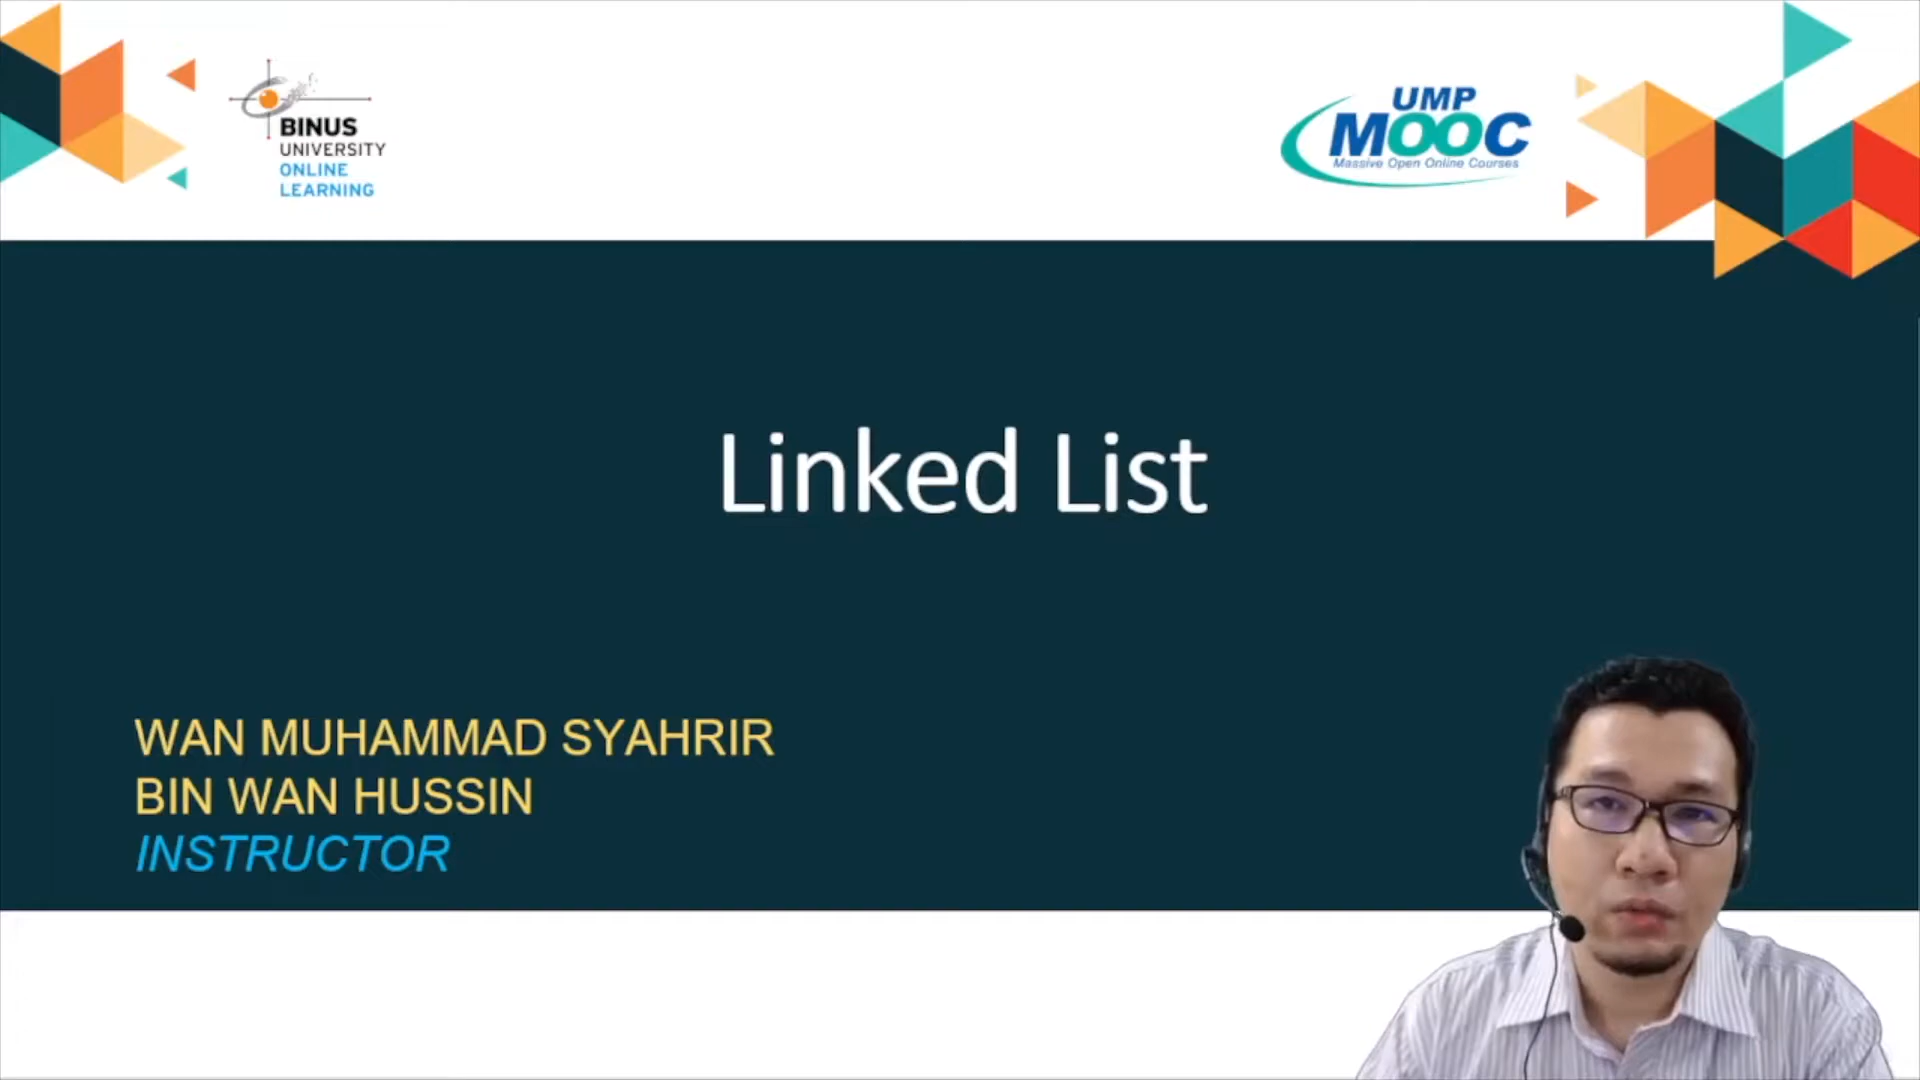 BINUS
UNIVERSITY
ONLINE
LEARNING
UMP
MOOC
Massive Open Online Courses
Linked List
WAN MUHAMMAD SYAHRIR
BIN WAN HUSSIN
INSTRUCTOR